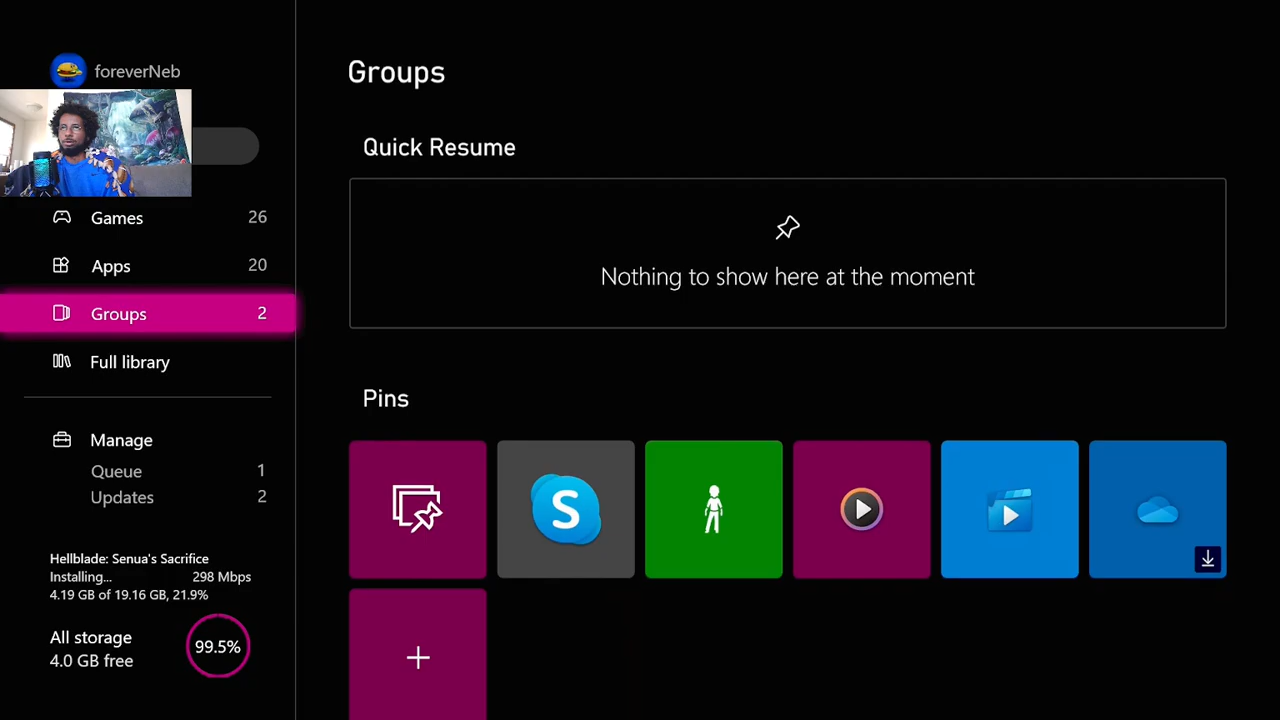 foreverNeb
Games 26
Apps 20
Groups 2
Full library
Manage
Queue 1
Updates 2
Hellblade: Senua's Sacrifice
Installing... 298 Mbps
4.19 GB of 19.16 GB, 21.9%
All storage
4.0 GB free
99.5%
Groups
Quick Resume
Nothing to show here at the moment
Pins
S